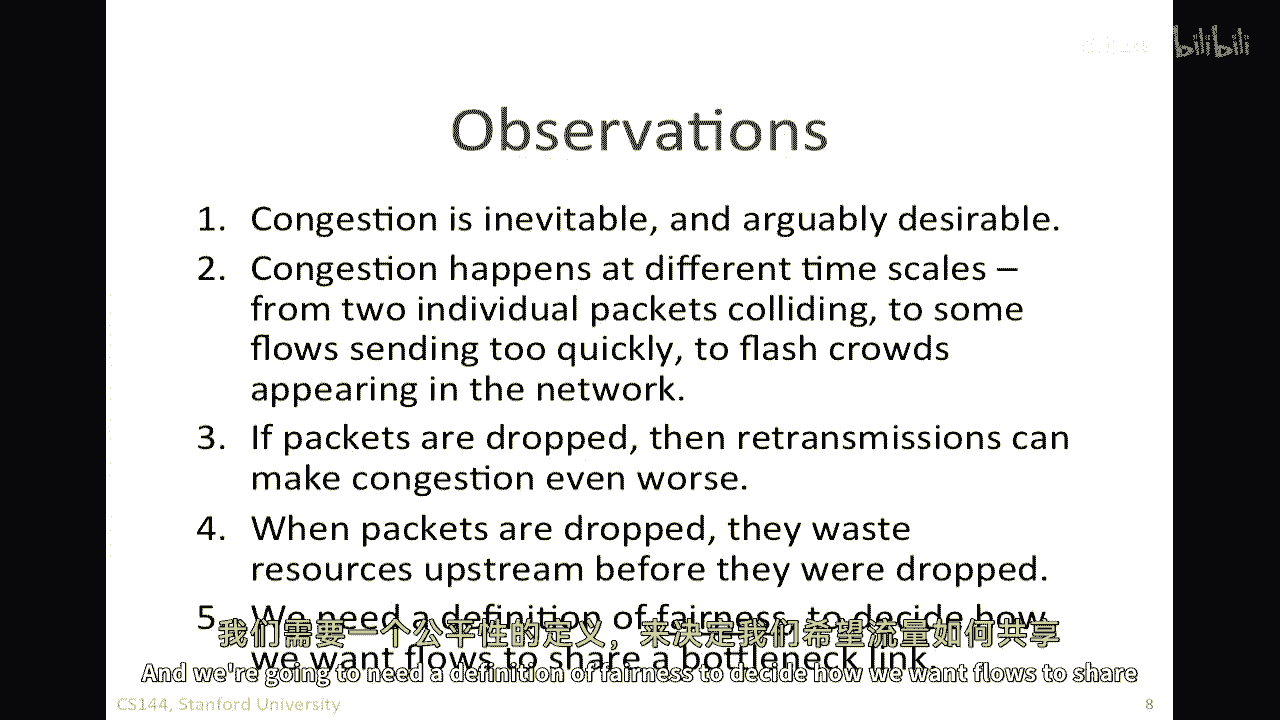 bilibili
Observations
1. Congestion is inevitable, and arguably desirable.
2. Congestion happens at different time scales –
from two individual packets colliding, to some
flows sending too quickly, to flash crowds
appearing in the network.
3. If packets are dropped, then retransmissions can
make congestion even worse.
4. When packets are dropped, they waste
resources upstream before they were dropped.
5. We need a definition of fairness, to decide how
我们需要一个公平性的定义，来决定我们希望流量如何共享
we want flows to share a bottleneck link.
And we're going to need a definition of fairness to decide how we want flows to share
CS144, Stanford University
8